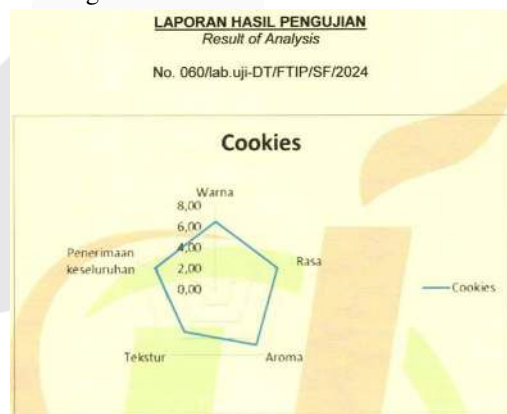 LAPORAN HASIL PENGUJIAN
Result of Analysis
No. 060/lab.uji-DT/FTIP/SF/2024
Cookies
Warna
8,00
6,00
4,00
2,00
0,00
Penerimaan
keseluruhan
Rasa
Cookies
Tekstur
Aroma